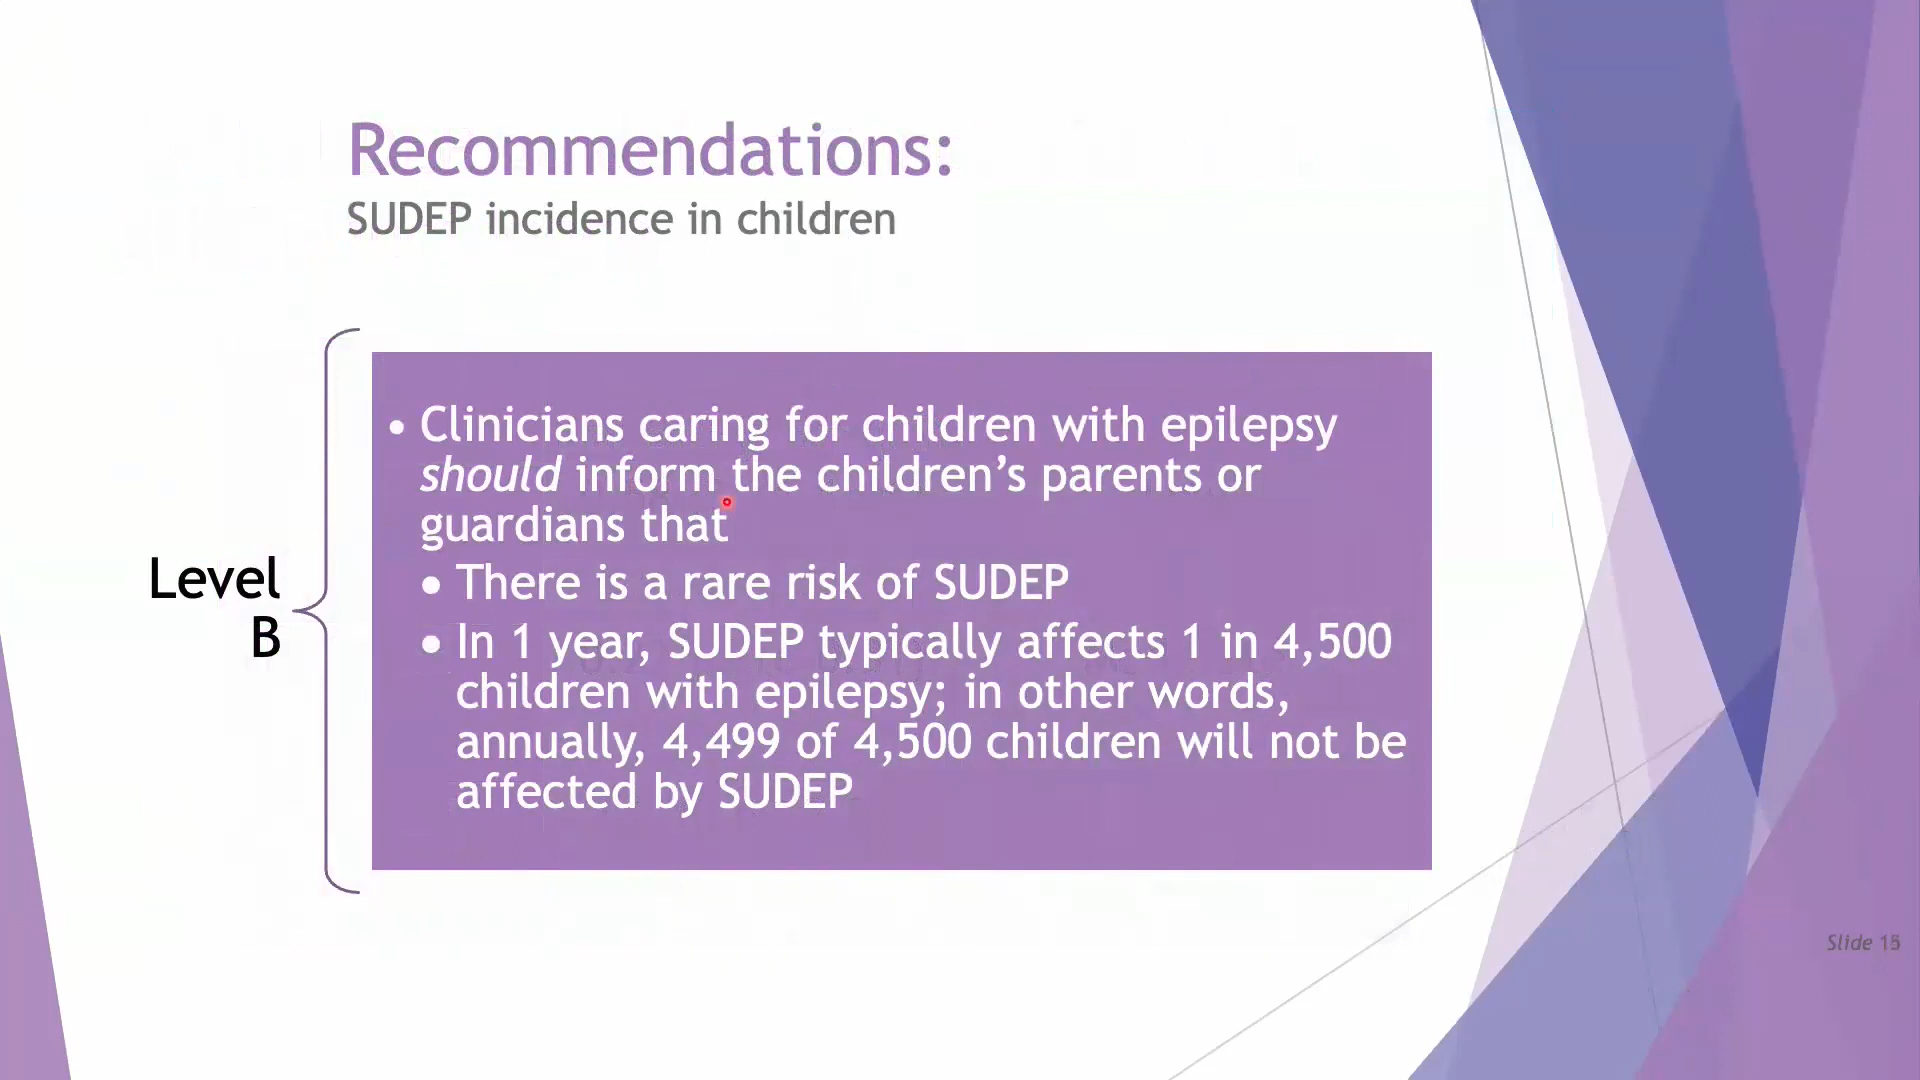 Recommendations:
SUDEP incidence in children
• Clinicians caring for children with epilepsy
should inform the children’s parents or
guardians that
• There is a rare risk of SUDEP
• In 1 year, SUDEP typically affects 1 in 4,500
children with epilepsy; in other words,
annually, 4,499 of 4,500 children will not be
affected by SUDEP
Level
B
Slide